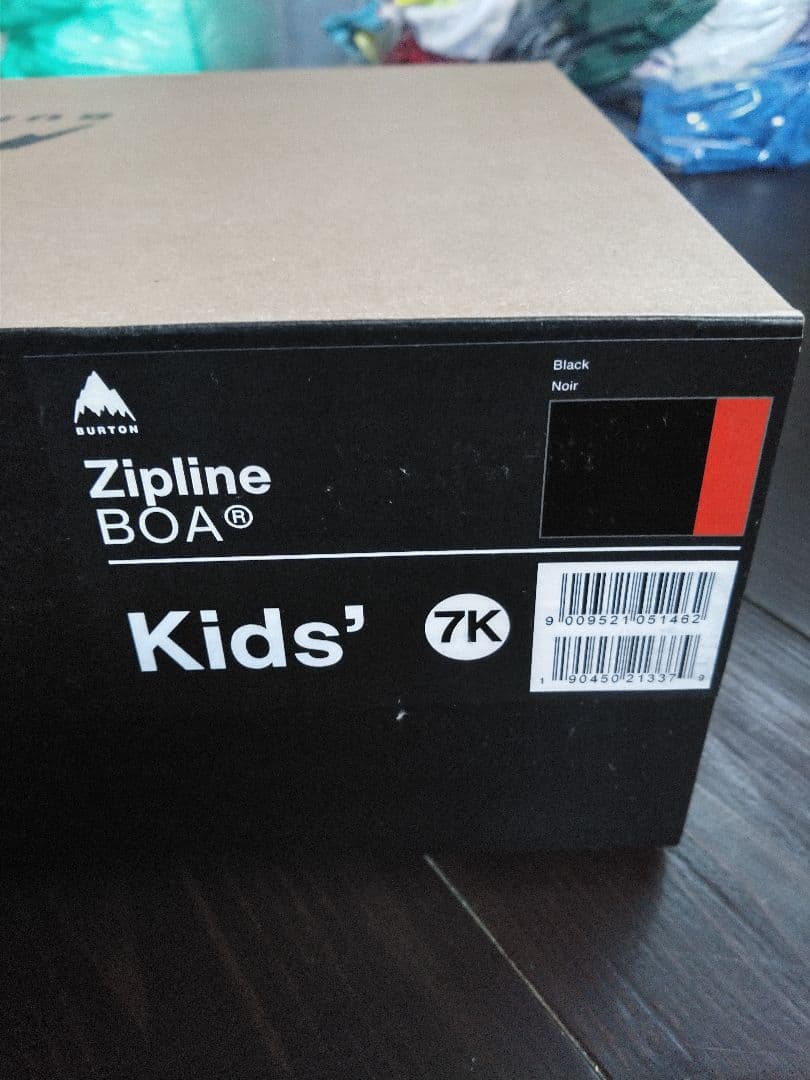 BURTON
Zipline
BOA®
Black
Noir
Kids’
7K
9 009521 051462
1 90450 21337 9